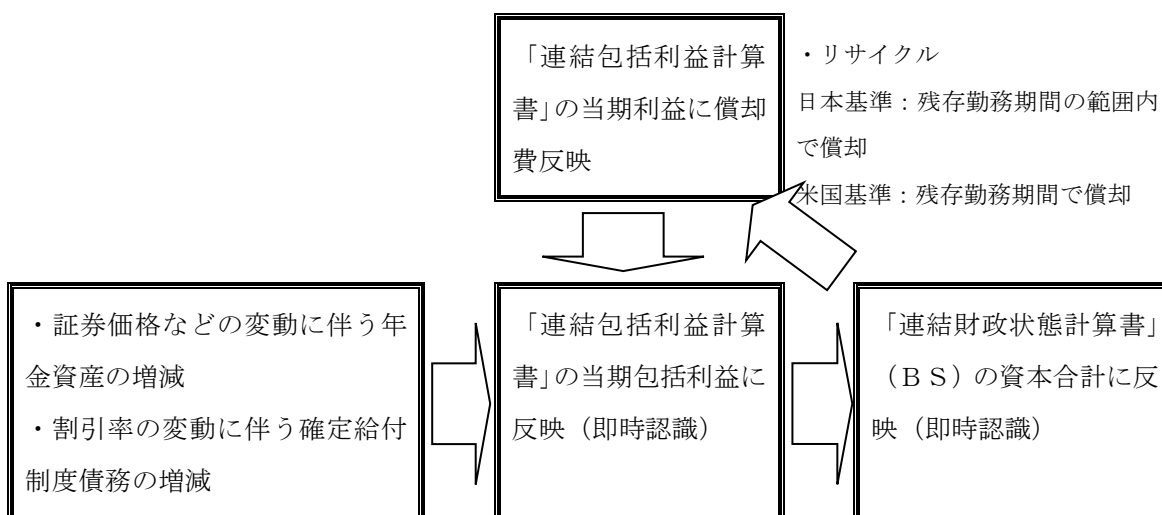 「連結包括利益計算
書」の当期利益に償却
費反映
・リサイクル
日本基準：残存勤務期間の範囲内
で償却
米国基準：残存勤務期間で償却
・証券価格などの変動に伴う年
金資産の増減
・割引率の変動に伴う確定給付
制度債務の増減
「連結包括利益計算
書」の当期包括利益に
反映（即時認識）
「連結財政状態計算書」
（ＢＳ）の資本合計に反
映（即時認識）